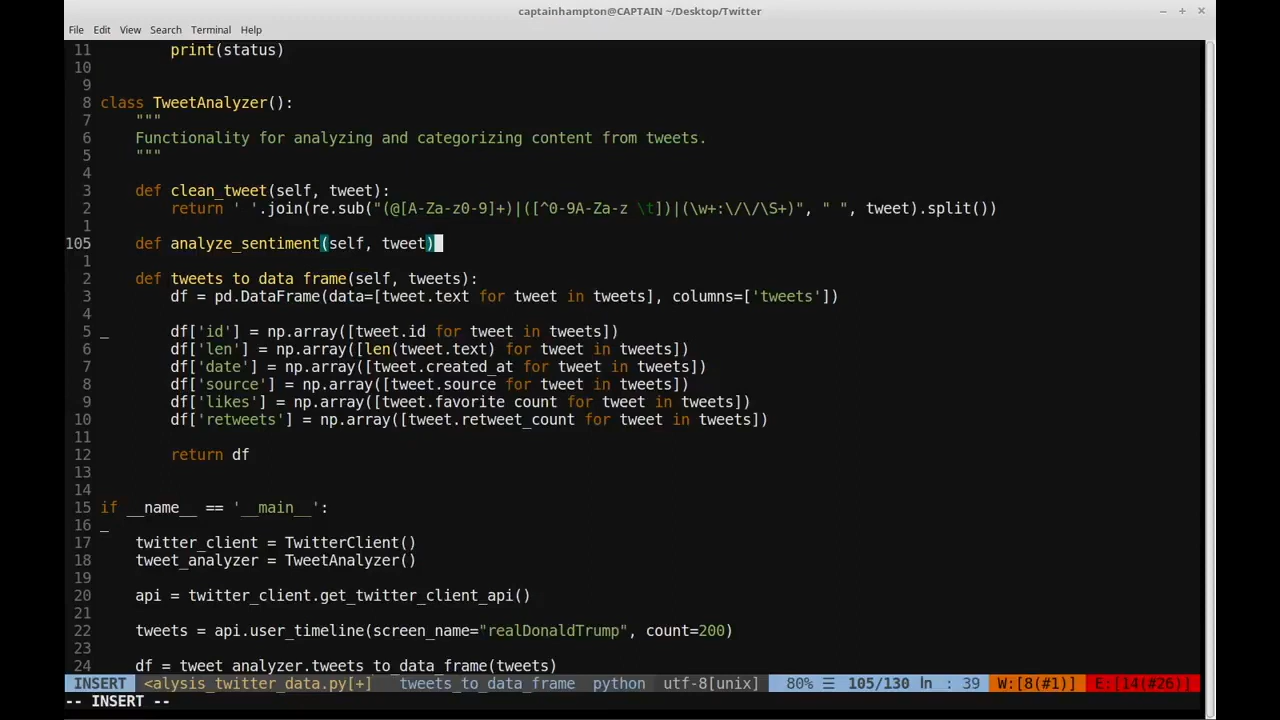 captainhampton@CAPTAIN ~/Desktop/Twitter
File Edit View Search Terminal Help
11 print(status)
10
9
8 class TweetAnalyzer():
7 """
6 Functionality for analyzing and categorizing content from tweets.
5 """
4
3 def clean_tweet(self, tweet):
2 return ' '.join(re.sub("(@[A-Za-z0-9]+)|([^0-9A-Za-z \t])|(\w+:\/\/\S+)", " ", tweet).split())
1
105 def analyze_sentiment(self, tweet)
1
2 def tweets to data frame(self, tweets):
3 df = pd.DataFrame(data=[tweet.text for tweet in tweets], columns=['tweets'])
4
5 _ df['id'] = np.array([tweet.id for tweet in tweets])
6 df['len'] = np.array([len(tweet.text) for tweet in tweets])
7 df['date'] = np.array([tweet.created_at for tweet in tweets])
8 df['source'] = np.array([tweet.source for tweet in tweets])
9 df['likes'] = np.array([tweet.favorite count for tweet in tweets])
10 df['retweets'] = np.array([tweet.retweet_count for tweet in tweets])
11
12 return df
13
14
15 if __name__ == '__main__':
16 _
17 twitter_client = TwitterClient()
18 tweet_analyzer = TweetAnalyzer()
19
20 api = twitter_client.get_twitter_client_api()
21
22 tweets = api.user_timeline(screen_name="realDonaldTrump", count=200)
23
24 df = tweet analyzer.tweets to_data_frame(tweets)
INSERT <alysis_twitter_data.py[+] tweets_to_data_frame python utf-8[unix] 80% ☰ 105/130 ln : 39 W:[8(#1)] E:[14(#26)]
-- INSERT --